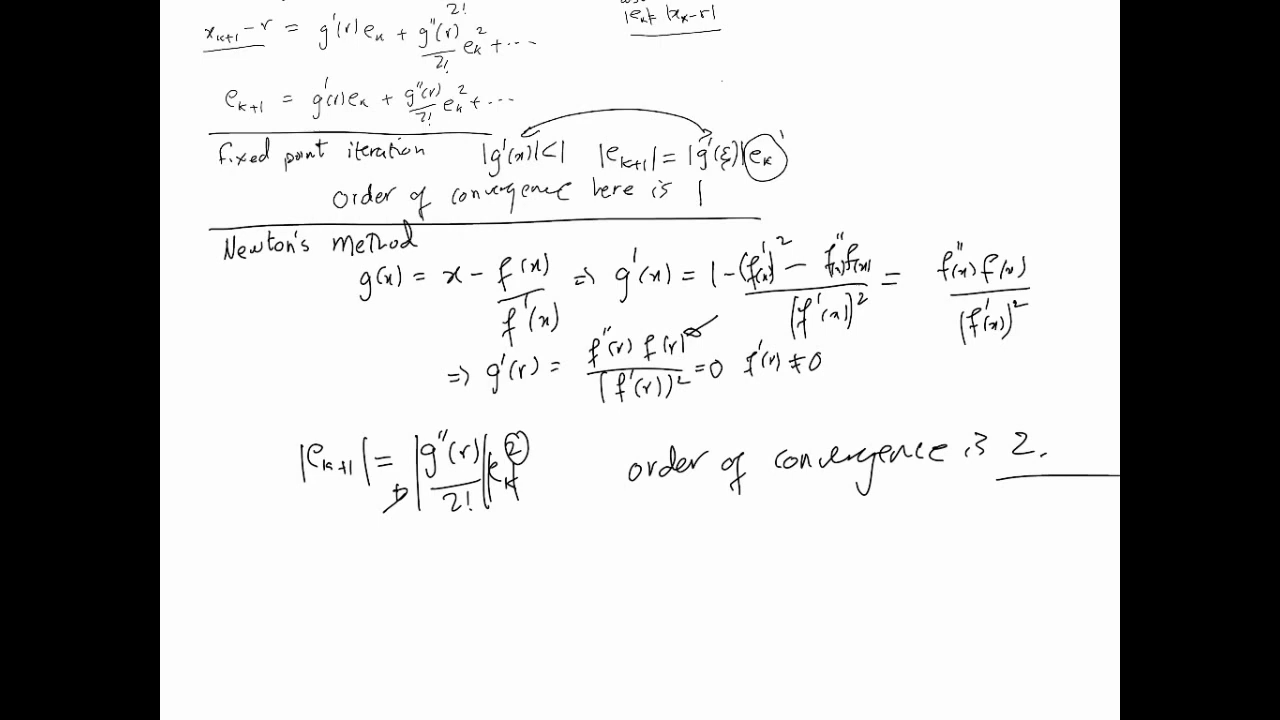 x_{k+1} - r = g'(r) e_k + g''(r)/2! e_k^2 + ...
2!
|e_k| = |x_k - r|
e_{k+1} = g'(r) e_k + g''(r)/2! e_k^2 + ...
fixed point iteration |g'(x)| < 1 |e_{k+1}| = |g'(ξ)| |e_k|^1
order of convergence here is 1
Newton's method
g(x) = x - f(x)/f'(x) ⇒ g'(x) = 1 - ((f'(x))^2 - f''(x) f(x))/(f'(x))^2 = f''(x) f(x)/(f'(x))^2
⇒ g'(r) = f''(r) f(r)/(f'(r))^2 = 0 f'(r) ≠ 0
|e_{k+1}| = |g''(r)/2!| |e_k|^2 order of convergence is 2.